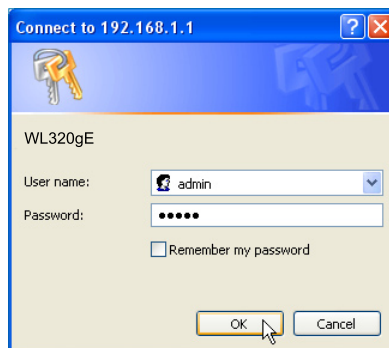 Connect to 192.168.1.1
WL320gE
User name: admin
Password: •••••
Remember my password
OK Cancel